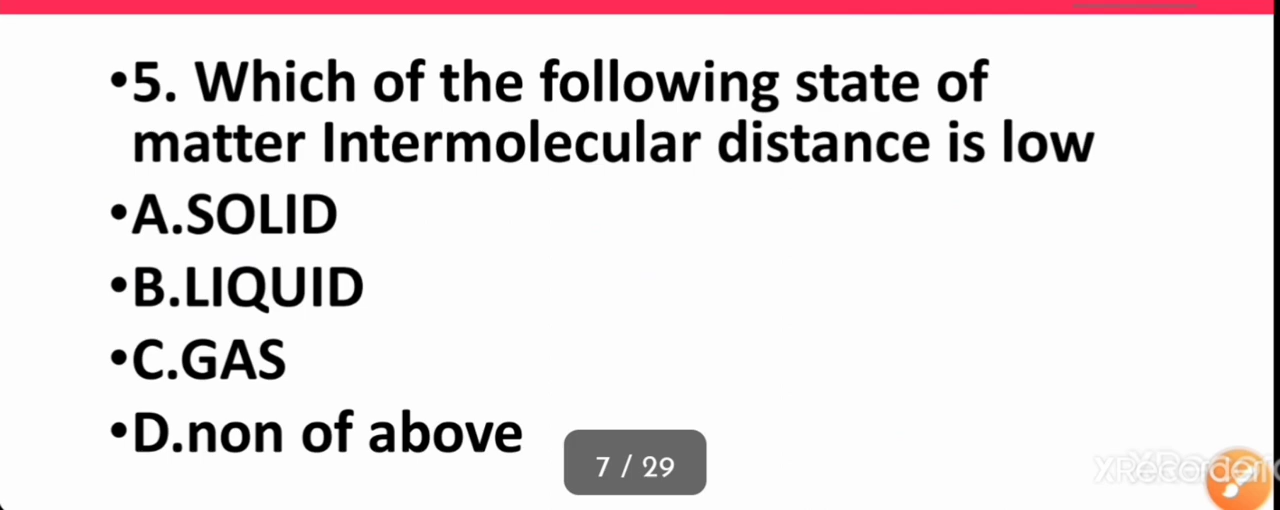 •5. Which of the following state of
matter Intermolecular distance is low
•A.SOLID
•B.LIQUID
•C.GAS
•D.non of above
7 / 29
XRecorder